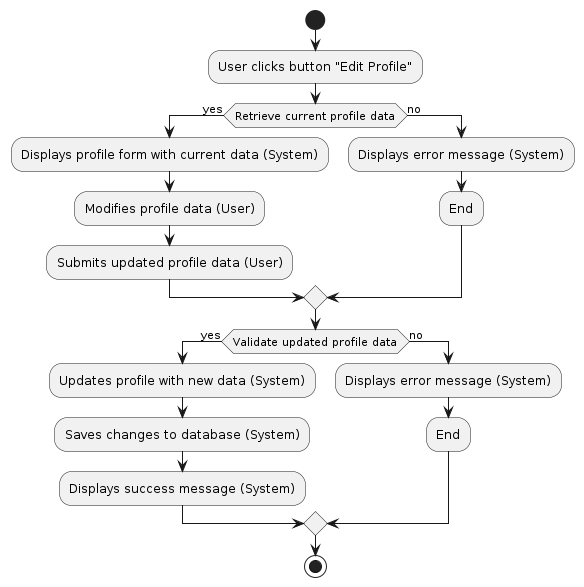 User clicks button "Edit Profile"
yes
Retrieve current profile data
no
Displays profile form with current data (System)
Displays error message (System)
Modifies profile data (User)
End
Submits updated profile data (User)
yes
Validate updated profile data
no
Updates profile with new data (System)
Displays error message (System)
Saves changes to database (System)
End
Displays success message (System)